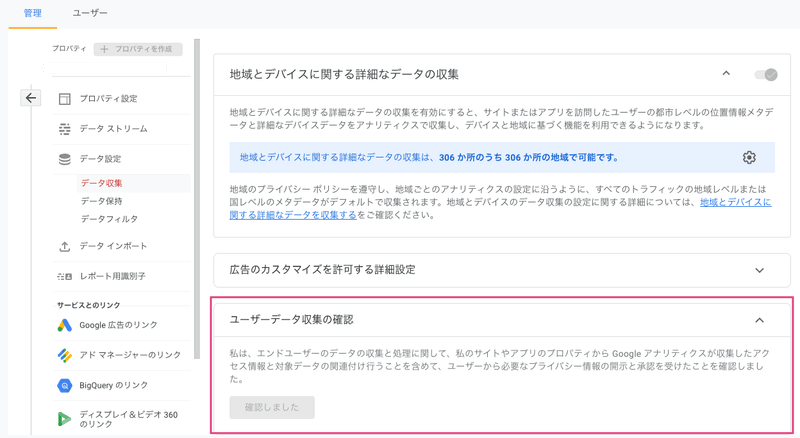 管理
ユーザー
プロパティ
プロパティを作成
プロパティ設定
データ ストリーム
データ設定
データ収集
データ保持
データフィルタ
データ インポート
レポート用識別子
サービスとのリンク
Google 広告のリンク
アド マネージャーのリンク
BigQuery のリンク
ディスプレイ＆ビデオ 360
のリンク
地域とデバイスに関する詳細なデータの収集
地域とデバイスに関する詳細なデータの収集を有効にすると、サイトまたはアプリを訪問したユーザーの都市レベルの位置情報メタデ
ータと詳細なデバイスデータをアナリティクスで収集し、デバイスと地域に基づく機能を利用できるようになります。
地域とデバイスに関する詳細なデータの収集は、306 か所のうち 306 か所の地域で可能です。
地域のプライバシー ポリシーを遵守し、地域ごとのアナリティクスの設定に沿うように、すべてのトラフィックの地域レベルまたは
国レベルのメタデータがデフォルトで収集されます。地域とデバイスのデータ収集の設定に関する詳細については、地域とデバイスに
関する詳細なデータを収集するをご確認ください。
広告のカスタマイズを許可する詳細設定
ユーザーデータ収集の確認
私は、エンドユーザーのデータの収集と処理に関して、私のサイトやアプリのプロパティから Google アナリティクスが収集したアク
セス情報と対象データの関連付け行うことを含めて、ユーザーから必要なプライバシー情報の開示と承認を受けたことを確認しまし
た。
確認しました